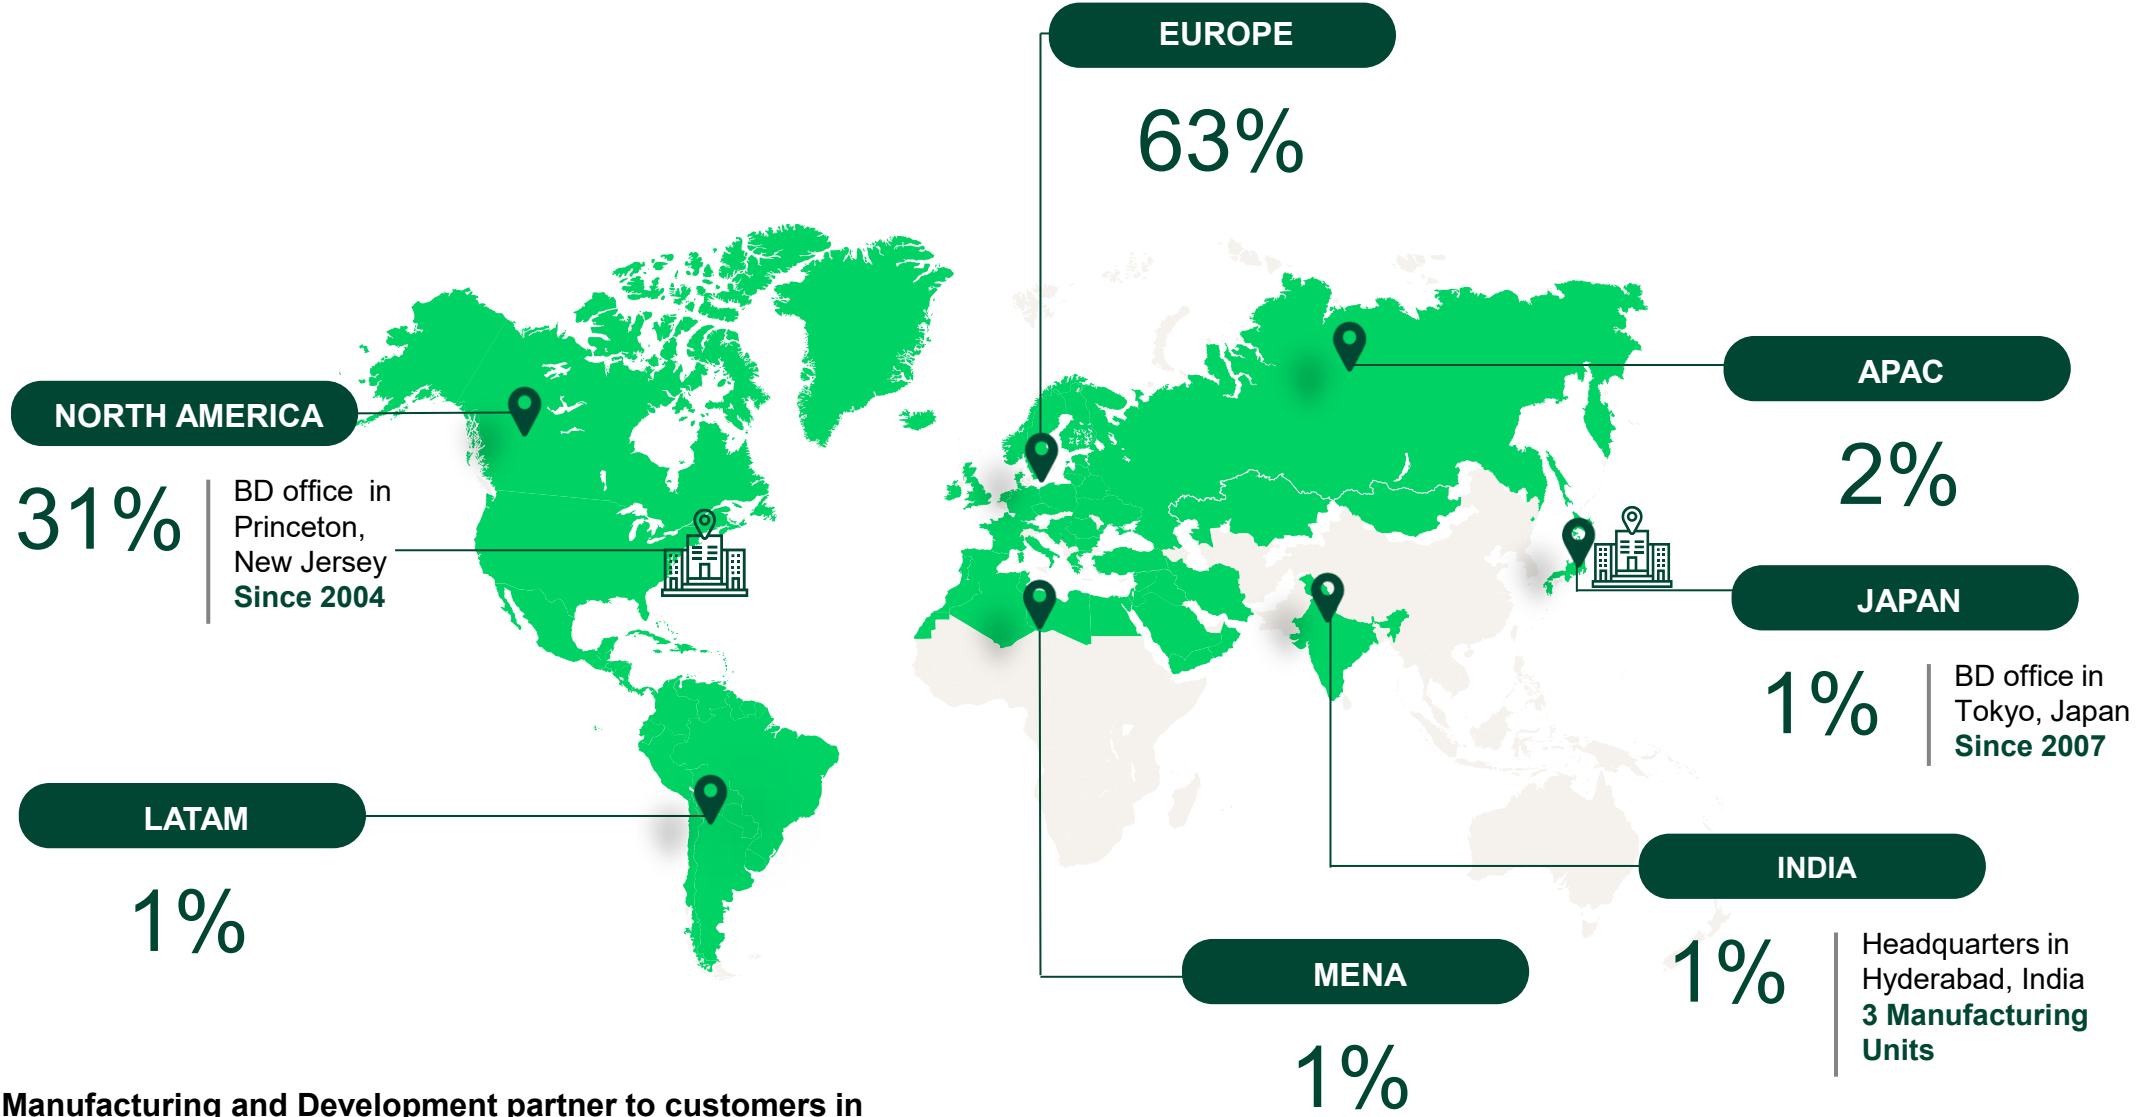 EUROPE
63%
NORTH AMERICA
31%
BD office in
Princeton,
New Jersey
Since 2004
APAC
2%
JAPAN
1%
BD office in
Tokyo, Japan
Since 2007
LATAM
1%
INDIA
1%
Headquarters in
Hyderabad, India
3 Manufacturing
Units
MENA
1%
Manufacturing and Development partner to customers in